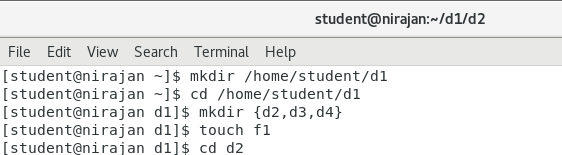 student@nirajan:~/d1/d2
File Edit View Search Terminal Help
[student@nirajan ~]$ mkdir /home/student/d1
[student@nirajan ~]$ cd /home/student/d1
[student@nirajan d1]$ mkdir {d2,d3,d4}
[student@nirajan d1]$ touch f1
[student@nirajan d1]$ cd d2